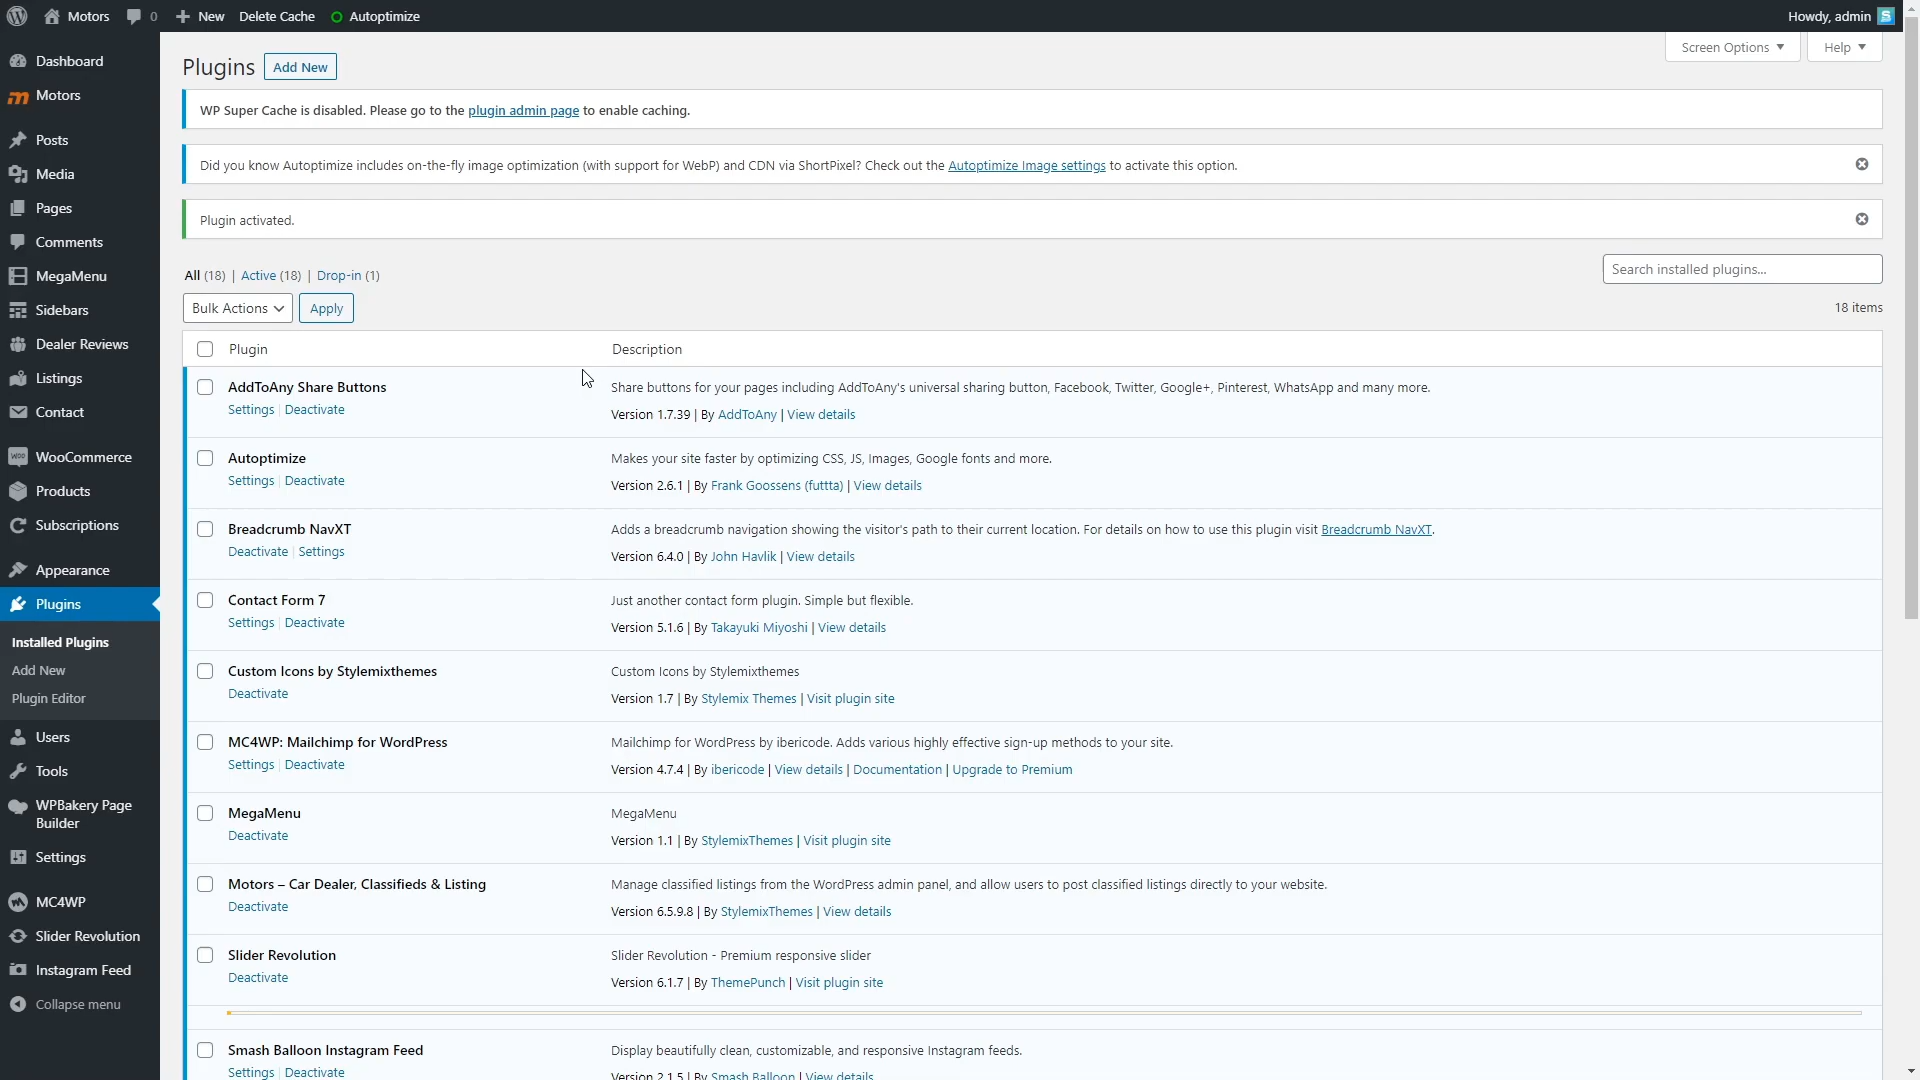 Motors 0 New Delete Cache Autoptimize Howdy, admin
Screen Options Help
Plugins Add New
WP Super Cache is disabled. Please go to the plugin admin page to enable caching.
Did you know Autoptimize includes on-the-fly image optimization (with support for WebP) and CDN via ShortPixel? Check out the Autoptimize Image settings to activate this option.
Plugin activated.
All (18) | Active (18) | Drop-in (1)
Search installed plugins...
Bulk Actions Apply
18 items
Dashboard
Motors
Posts
Media
Pages
Comments
MegaMenu
Sidebars
Dealer Reviews
Listings
Contact
WooCommerce
Products
Subscriptions
Appearance
Plugins
Installed Plugins
Add New
Plugin Editor
Users
Tools
WPBakery Page
Builder
Settings
MC4WP
Slider Revolution
Instagram Feed
Collapse menu
Plugin Description
AddToAny Share Buttons
Settings | Deactivate
Share buttons for your pages including AddToAny's universal sharing button, Facebook, Twitter, Google+, Pinterest, WhatsApp and many more.
Version 1.7.39 | By AddToAny | View details
Autoptimize
Settings | Deactivate
Makes your site faster by optimizing CSS, JS, Images, Google fonts and more.
Version 2.6.1 | By Frank Goossens (futtta) | View details
Breadcrumb NavXT
Deactivate | Settings
Adds a breadcrumb navigation showing the visitor's path to their current location. For details on how to use this plugin visit Breadcrumb NavXT.
Version 6.4.0 | By John Havlik | View details
Contact Form 7
Settings | Deactivate
Just another contact form plugin. Simple but flexible.
Version 5.1.6 | By Takayuki Miyoshi | View details
Custom Icons by Stylemixthemes
Deactivate
Custom Icons by Stylemixthemes
Version 1.7 | By Stylemix Themes | Visit plugin site
MC4WP: Mailchimp for WordPress
Settings | Deactivate
Mailchimp for WordPress by ibericode. Adds various highly effective sign-up methods to your site.
Version 4.7.4 | By ibericode | View details | Documentation | Upgrade to Premium
MegaMenu
Deactivate
MegaMenu
Version 1.1 | By StylemixThemes | Visit plugin site
Motors – Car Dealer, Classifieds & Listing
Deactivate
Manage classified listings from the WordPress admin panel, and allow users to post classified listings directly to your website.
Version 6.5.9.8 | By StylemixThemes | View details
Slider Revolution
Deactivate
Slider Revolution - Premium responsive slider
Version 6.1.7 | By ThemePunch | Visit plugin site
Smash Balloon Instagram Feed
Settings | Deactivate
Display beautifully clean, customizable, and responsive Instagram feeds.
Version 2.1.5 | By Smash Balloon | View details